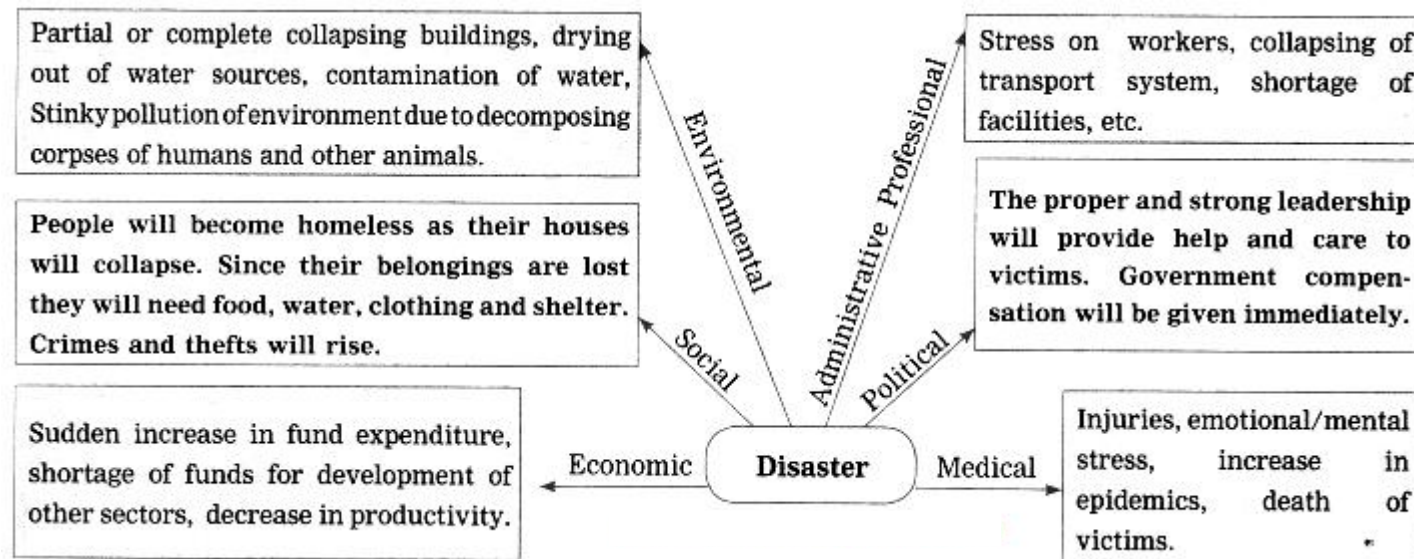 Partial or complete collapsing buildings, drying
out of water sources, contamination of water,
Stinky pollution of environment due to decomposing
corpses of humans and other animals.
Environmental
Administrative Professional
Stress on workers, collapsing of
transport system, shortage of
facilities, etc.
People will become homeless as their houses
will collapse. Since their belongings are lost
they will need food, water, clothing and shelter.
Crimes and thefts will rise.
Social
Political
The proper and strong leadership
will provide help and care to
victims. Government compen-
sation will be given immediately.
Sudden increase in fund expenditure,
shortage of funds for development of
other sectors, decrease in productivity.
Economic
Disaster
Medical
Injuries, emotional/mental
stress, increase in
epidemics, death of
victims.